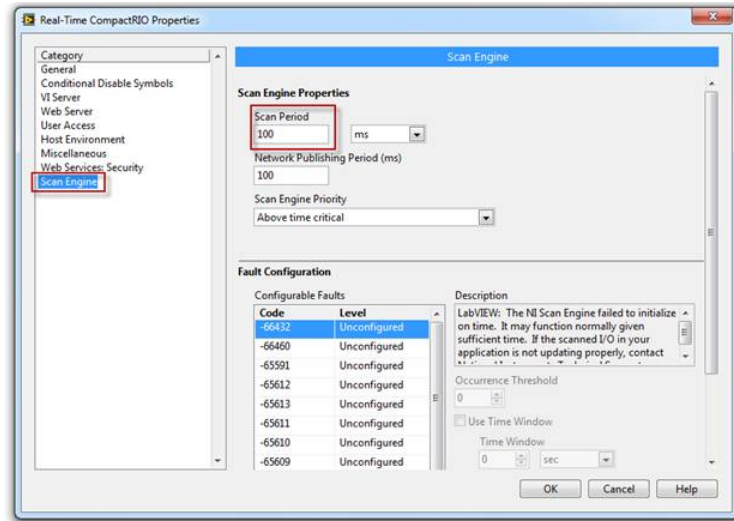 Real-Time CompactRIO Properties
Category
General
Conditional Disable Symbols
VI Server
Web Server
User Access
Host Environment
Miscellaneous
Web Services: Security
Scan Engine
Scan Engine
Scan Engine Properties
Scan Period
100 ms
Network Publishing Period (ms)
100
Scan Engine Priority
Above time critical
Fault Configuration
Configurable Faults
Code Level
-66432 Unconfigured
-66460 Unconfigured
-65591 Unconfigured
-65612 Unconfigured
-65613 Unconfigured
-65611 Unconfigured
-65610 Unconfigured
-65609 Unconfigured
Description
LabVIEW: The NI Scan Engine failed to initialize
on time. It may function normally given
sufficient time. If the scanned I/O in your
application is not updating properly, contact
Occurrence Threshold
0
Use Time Window
Time Window
0 sec
OK Cancel Help